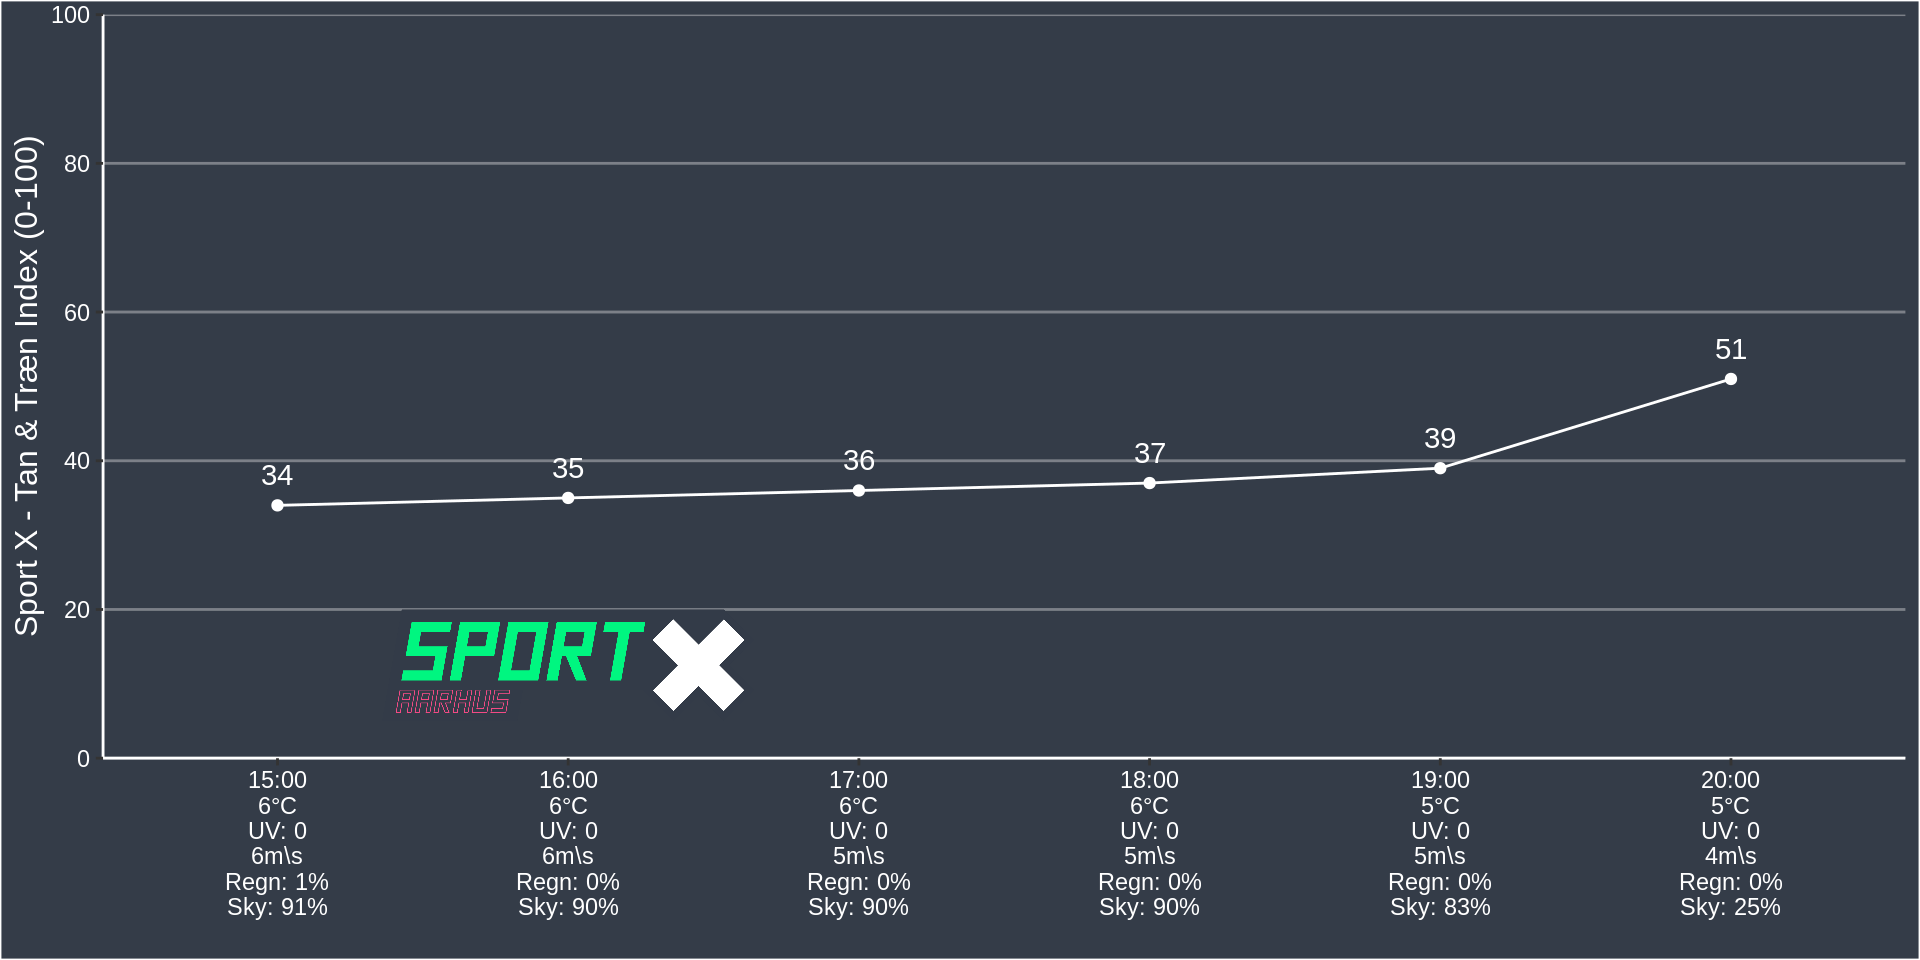 Sport X - Tan & Træn Index (0-100)
100
80
60
40
20
0
34
35
36
37
39
51
SPORT X
AARHUS
15:00
6°C
UV: 0
6m\s
Regn: 1%
Sky: 91%
16:00
6°C
UV: 0
6m\s
Regn: 0%
Sky: 90%
17:00
6°C
UV: 0
5m\s
Regn: 0%
Sky: 90%
18:00
6°C
UV: 0
5m\s
Regn: 0%
Sky: 90%
19:00
5°C
UV: 0
5m\s
Regn: 0%
Sky: 83%
20:00
5°C
UV: 0
4m\s
Regn: 0%
Sky: 25%